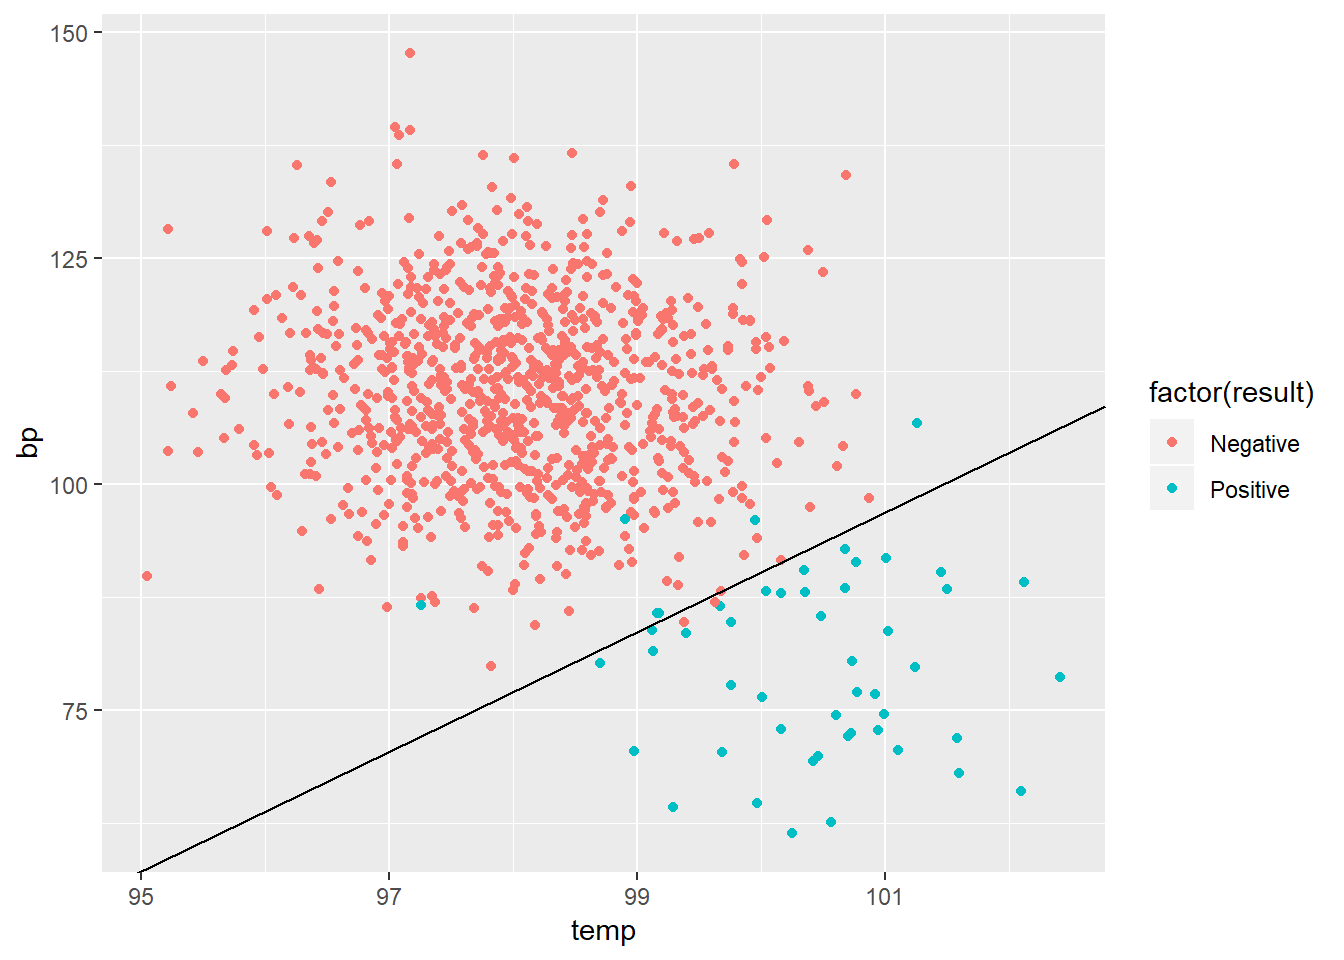 150
125
100
75
bp
95 97 99 101
temp
factor(result)
Negative
Positive